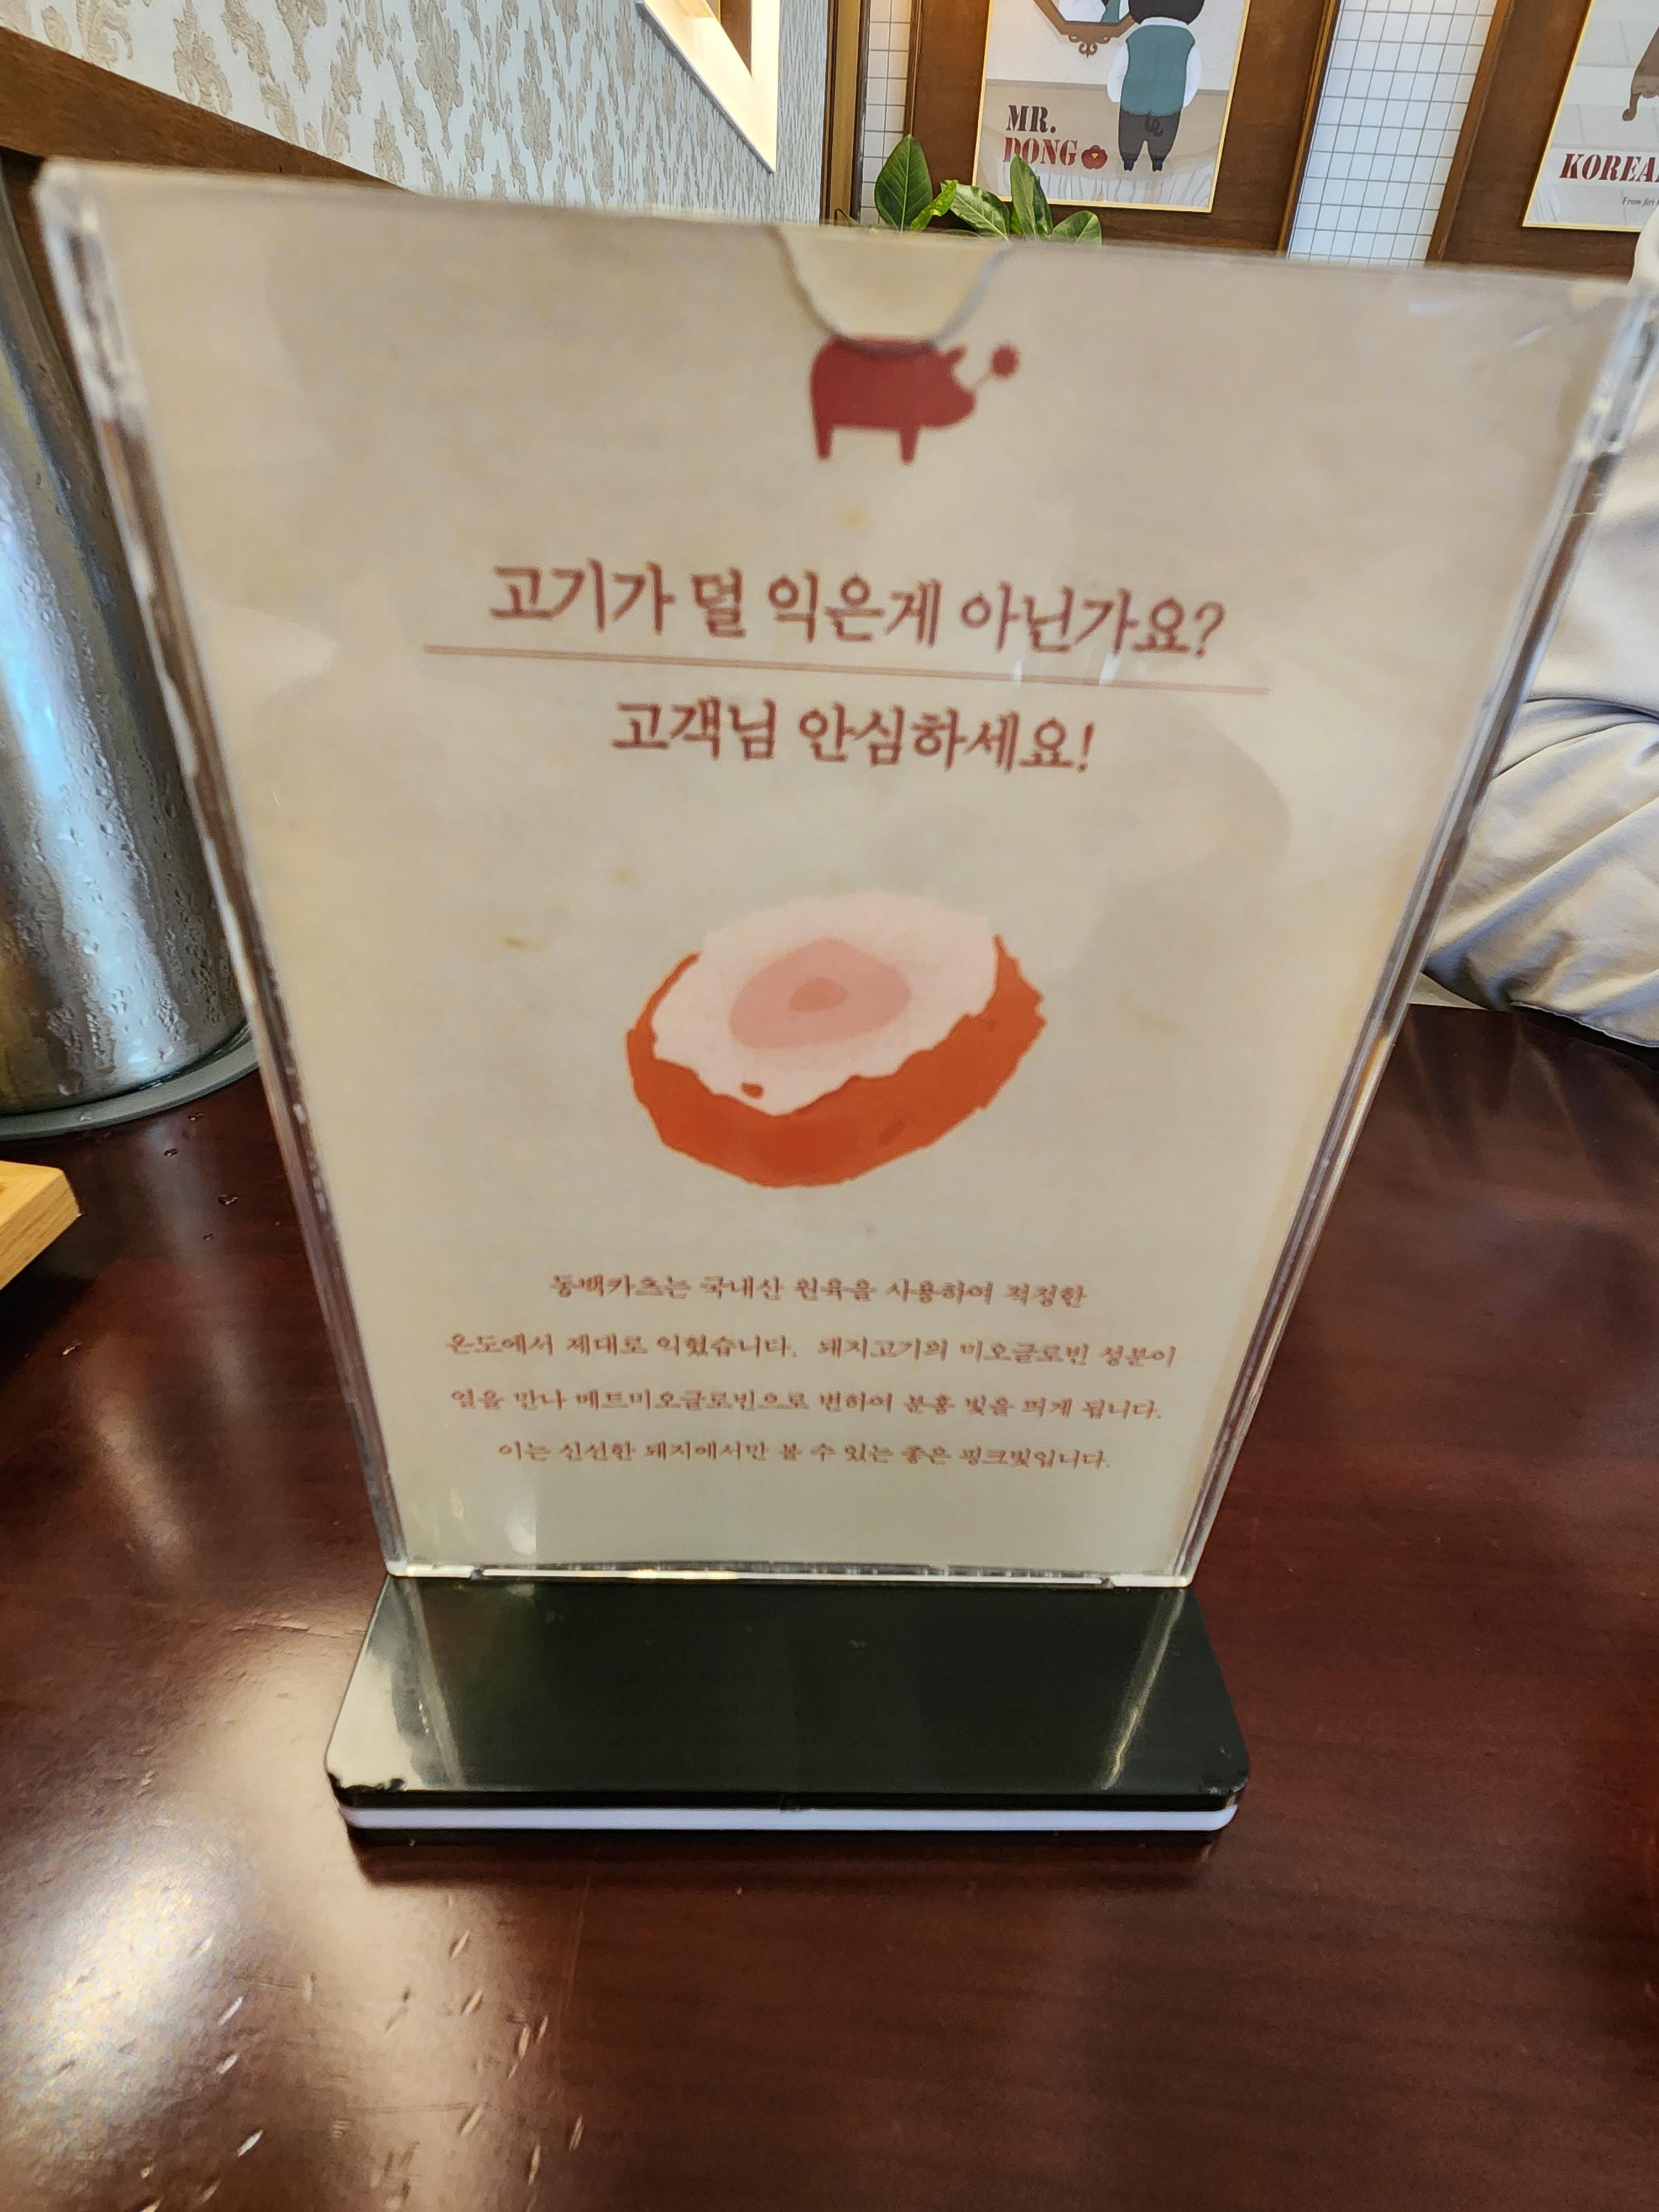 MR.
DONG
KOREA
고기가 덜 익은게 아닌가요?
고객님 안심하세요!
동백카츠는 국내산 원육을 사용하여 적정한
온도에서 제대로 익혔습니다. 돼지고기의 미오글로빈 성분이
열을 만나 메트미오글로빈으로 변하여 분홍 빛을 띄게 됩니다.
이는 신선한 돼지에서만 볼 수 있는 좋은 핑크빛입니다.